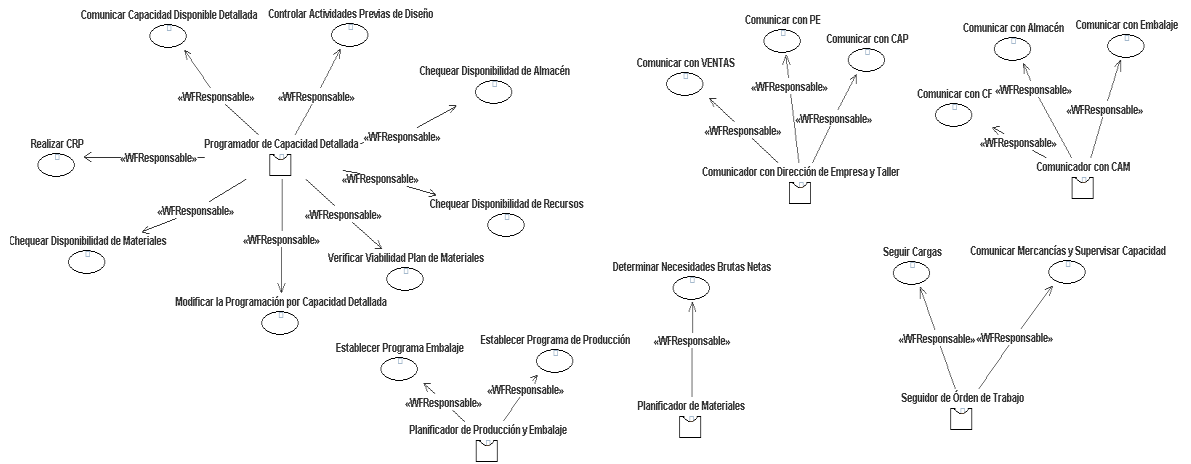 Comunicar Capacidad Disponible Detallada
Controlar Actividades Previas de Diseño
Chequear Disponibilidad de Almacén
«WFResponsable»
«WFResponsable»
«WFResponsable»
Realizar CRP
«WFResponsable»
Programador de Capacidad Detallada
«WFResponsable»
«WFResponsable»
«WFResponsable»
«WFResponsable»
Chequear Disponibilidad de Recursos
Chequear Disponibilidad de Materiales
Verificar Viabilidad Plan de Materiales
Modificar la Programación por Capacidad Detallada
Comunicar con PE
Comunicar con CAP
Comunicar con VENTAS
«WFResponsable»
«WFResponsable»
«WFResponsable»
Comunicador con Dirección de Empresa y Taller
Comunicar con Almacén
Comunicar con Embalaje
Comunicar con CF
«WFResponsable»
«WFResponsable»
«WFResponsable»
Comunicador con CAM
Establecer Programa Embalaje
Establecer Programa de Producción
«WFResponsable»
«WFResponsable»
Planificador de Producción y Embalaje
Determinar Necesidades Brutas Netas
«WFResponsable»
Planificador de Materiales
Seguir Cargas
Comunicar Mercancías y Supervisar Capacidad
«WFResponsable»
«WFResponsable»
Seguidor de Órden de Trabajo